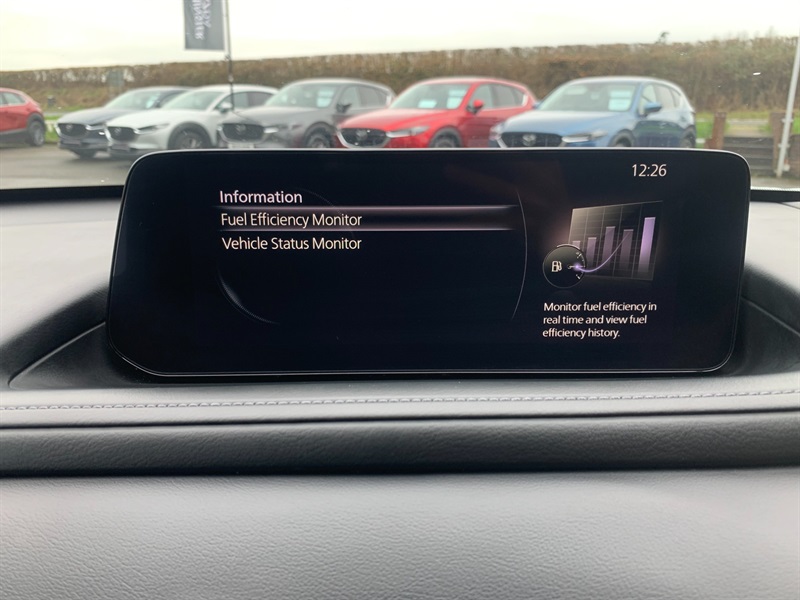 12:26
Information
Fuel Efficiency Monitor
Vehicle Status Monitor
Monitor fuel efficiency in
real time and view fuel
efficiency history.